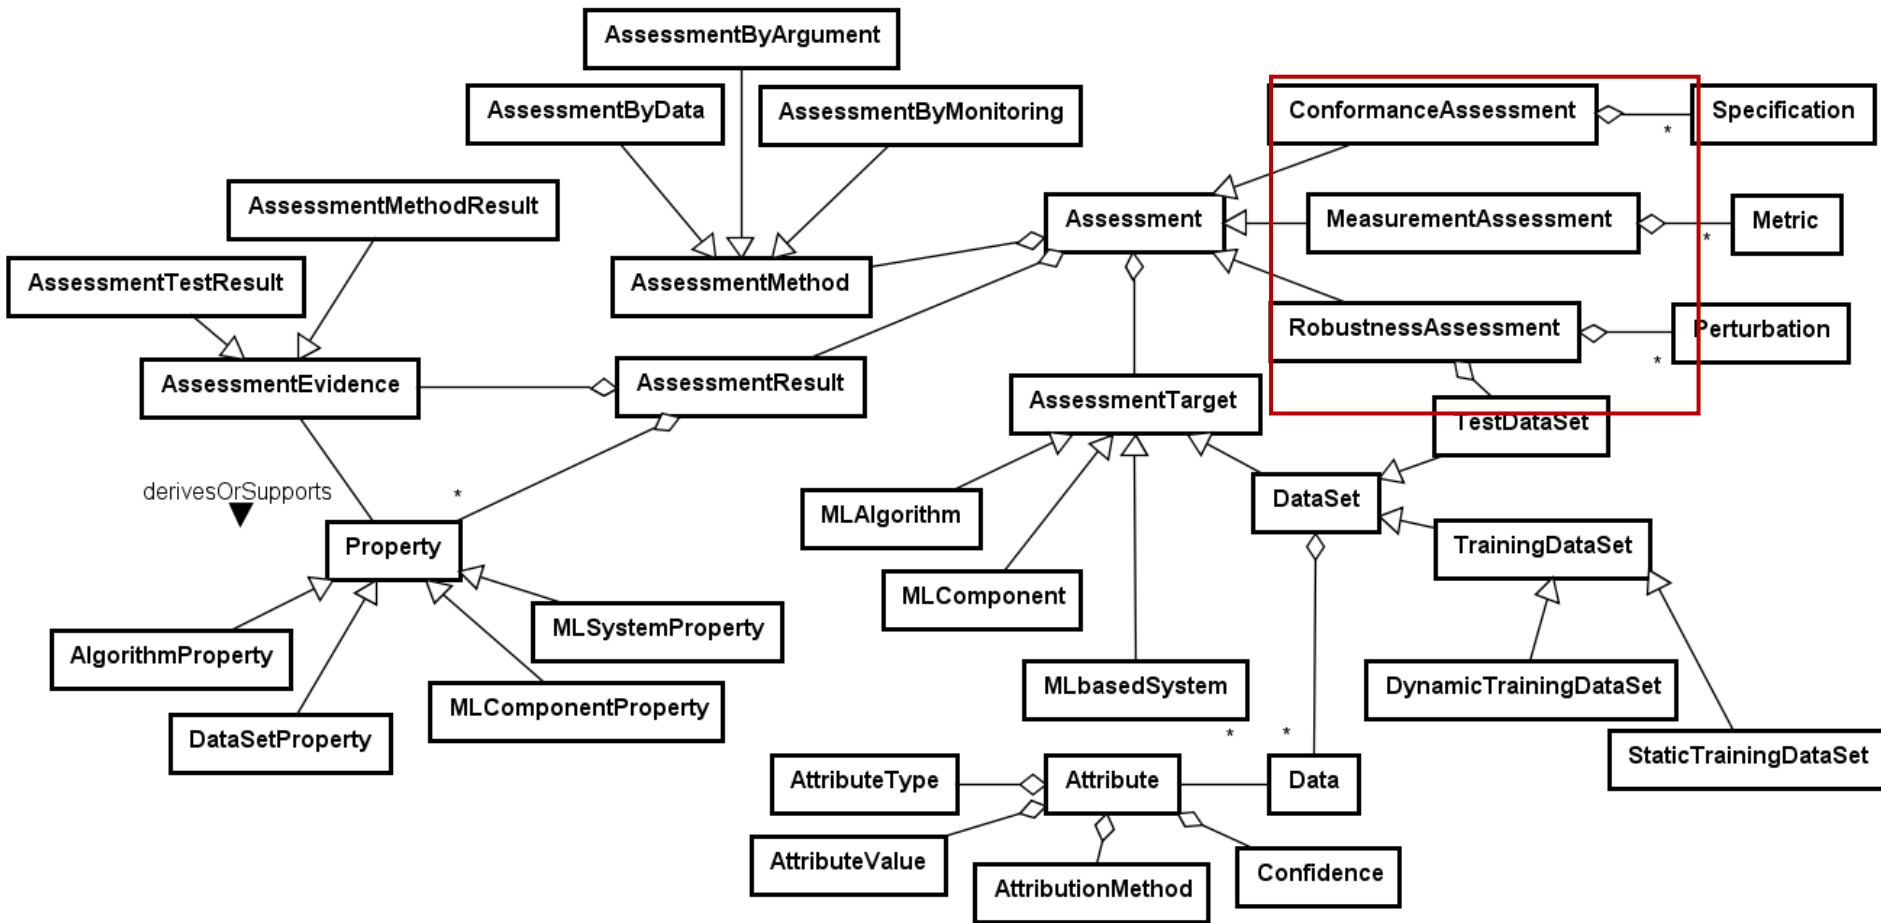 AssessmentByArgument
AssessmentByData
AssessmentByMonitoring
ConformanceAssessment
*
Specification
AssessmentMethodResult
Assessment
MeasurementAssessment
*
Metric
AssessmentTestResult
AssessmentMethod
RobustnessAssessment
*
Perturbation
AssessmentEvidence
AssessmentResult
AssessmentTarget
TestDataSet
derivesOrSupports
*
MLAlgorithm
DataSet
Property
TrainingDataSet
MLComponent
MLSystemProperty
AlgorithmProperty
MLbasedSystem
DynamicTrainingDataSet
MLComponentProperty
DataSetProperty
*
*
StaticTrainingDataSet
AttributeType
Attribute
Data
AttributeValue
AttributionMethod
Confidence